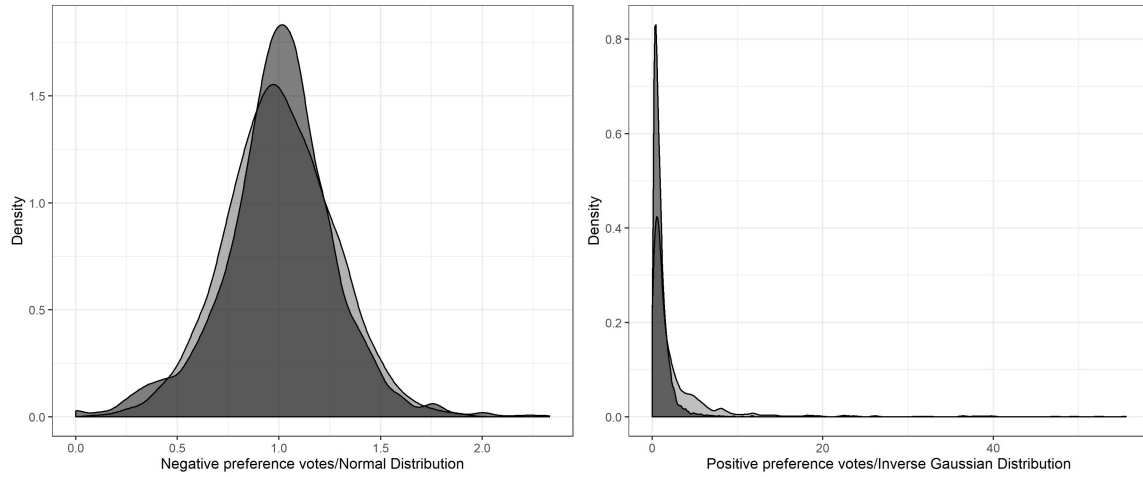 Density
1.5
1.0
0.5
0.0
0.0 0.5 1.0 1.5 2.0
Negative preference votes/Normal Distribution
Density
0.8
0.6
0.4
0.2
0.0
0 20 40
Positive preference votes/Inverse Gaussian Distribution